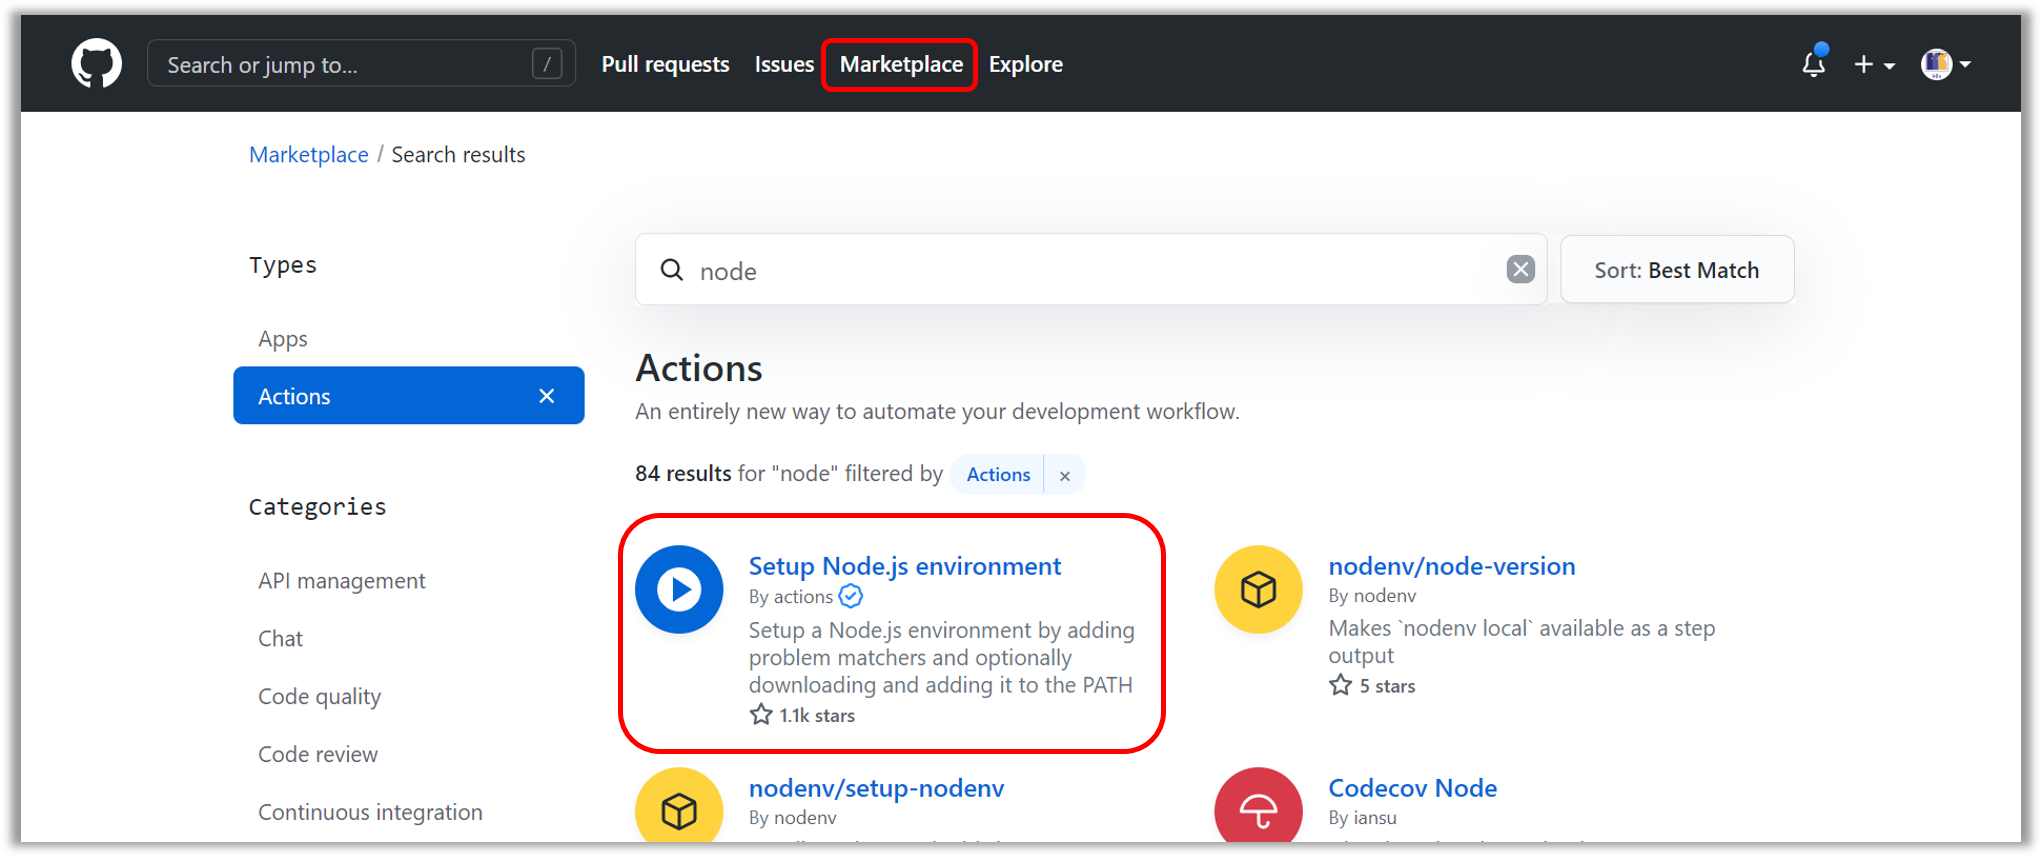 Search or jump to...
/
Pull requests
Issues
Marketplace
Explore
Marketplace / Search results
Types
Apps
Actions
Categories
API management
Chat
Code quality
Code review
Continuous integration
node
Sort: Best Match
Actions
An entirely new way to automate your development workflow.
84 results for "node" filtered by Actions ×
Setup Node.js environment
By actions
Setup a Node.js environment by adding
problem matchers and optionally
downloading and adding it to the PATH
1.1k stars
nodenv/node-version
By nodenv
Makes `nodenv local` available as a step
output
5 stars
nodenv/setup-nodenv
By nodenv
Codecov Node
By iansu